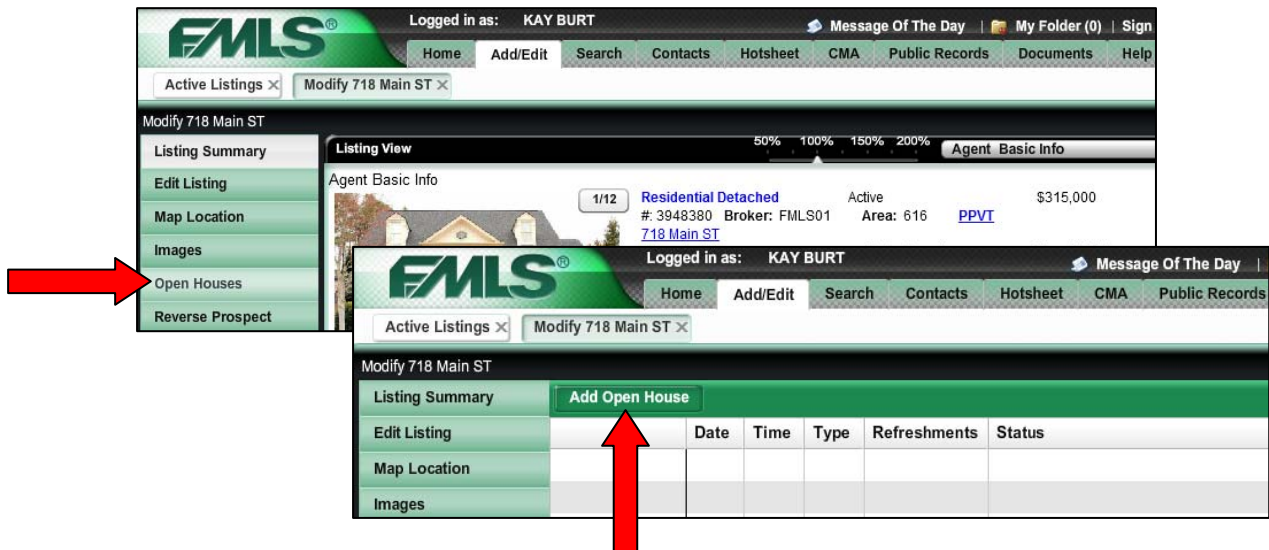 FMLS®
Logged in as: KAY BURT
Message Of The Day | My Folder (0) | Sign
Home Add/Edit Search Contacts Hotsheet CMA Public Records Documents Help
Active Listings × Modify 718 Main ST ×
Modify 718 Main ST
Listing Summary
Edit Listing
Map Location
Images
Open Houses
Reverse Prospect
Listing View 50% 100% 150% 200% Agent Basic Info
Agent Basic Info
1/12
Residential Detached Active $315,000
#: 3948380 Broker: FMLS01 Area: 616 PPVT
718 Main ST
FMLS®
Logged in as: KAY BURT
Message Of The Day |
Home Add/Edit Search Contacts Hotsheet CMA Public Records
Active Listings × Modify 718 Main ST ×
Modify 718 Main ST
Listing Summary
Edit Listing
Map Location
Images
Add Open House
Date Time Type Refreshments Status